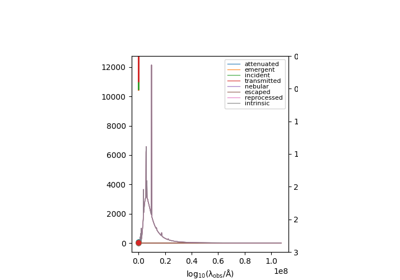 12000
10000
8000
6000
4000
2000
0
attenuated
emergent
incident
transmitted
nebular
escaped
reprocessed
intrinsic
0
0
1
1
2
2
3
0.0 0.2 0.4 0.6 0.8 1.0
1e8
log₁₀(λobs/Å)